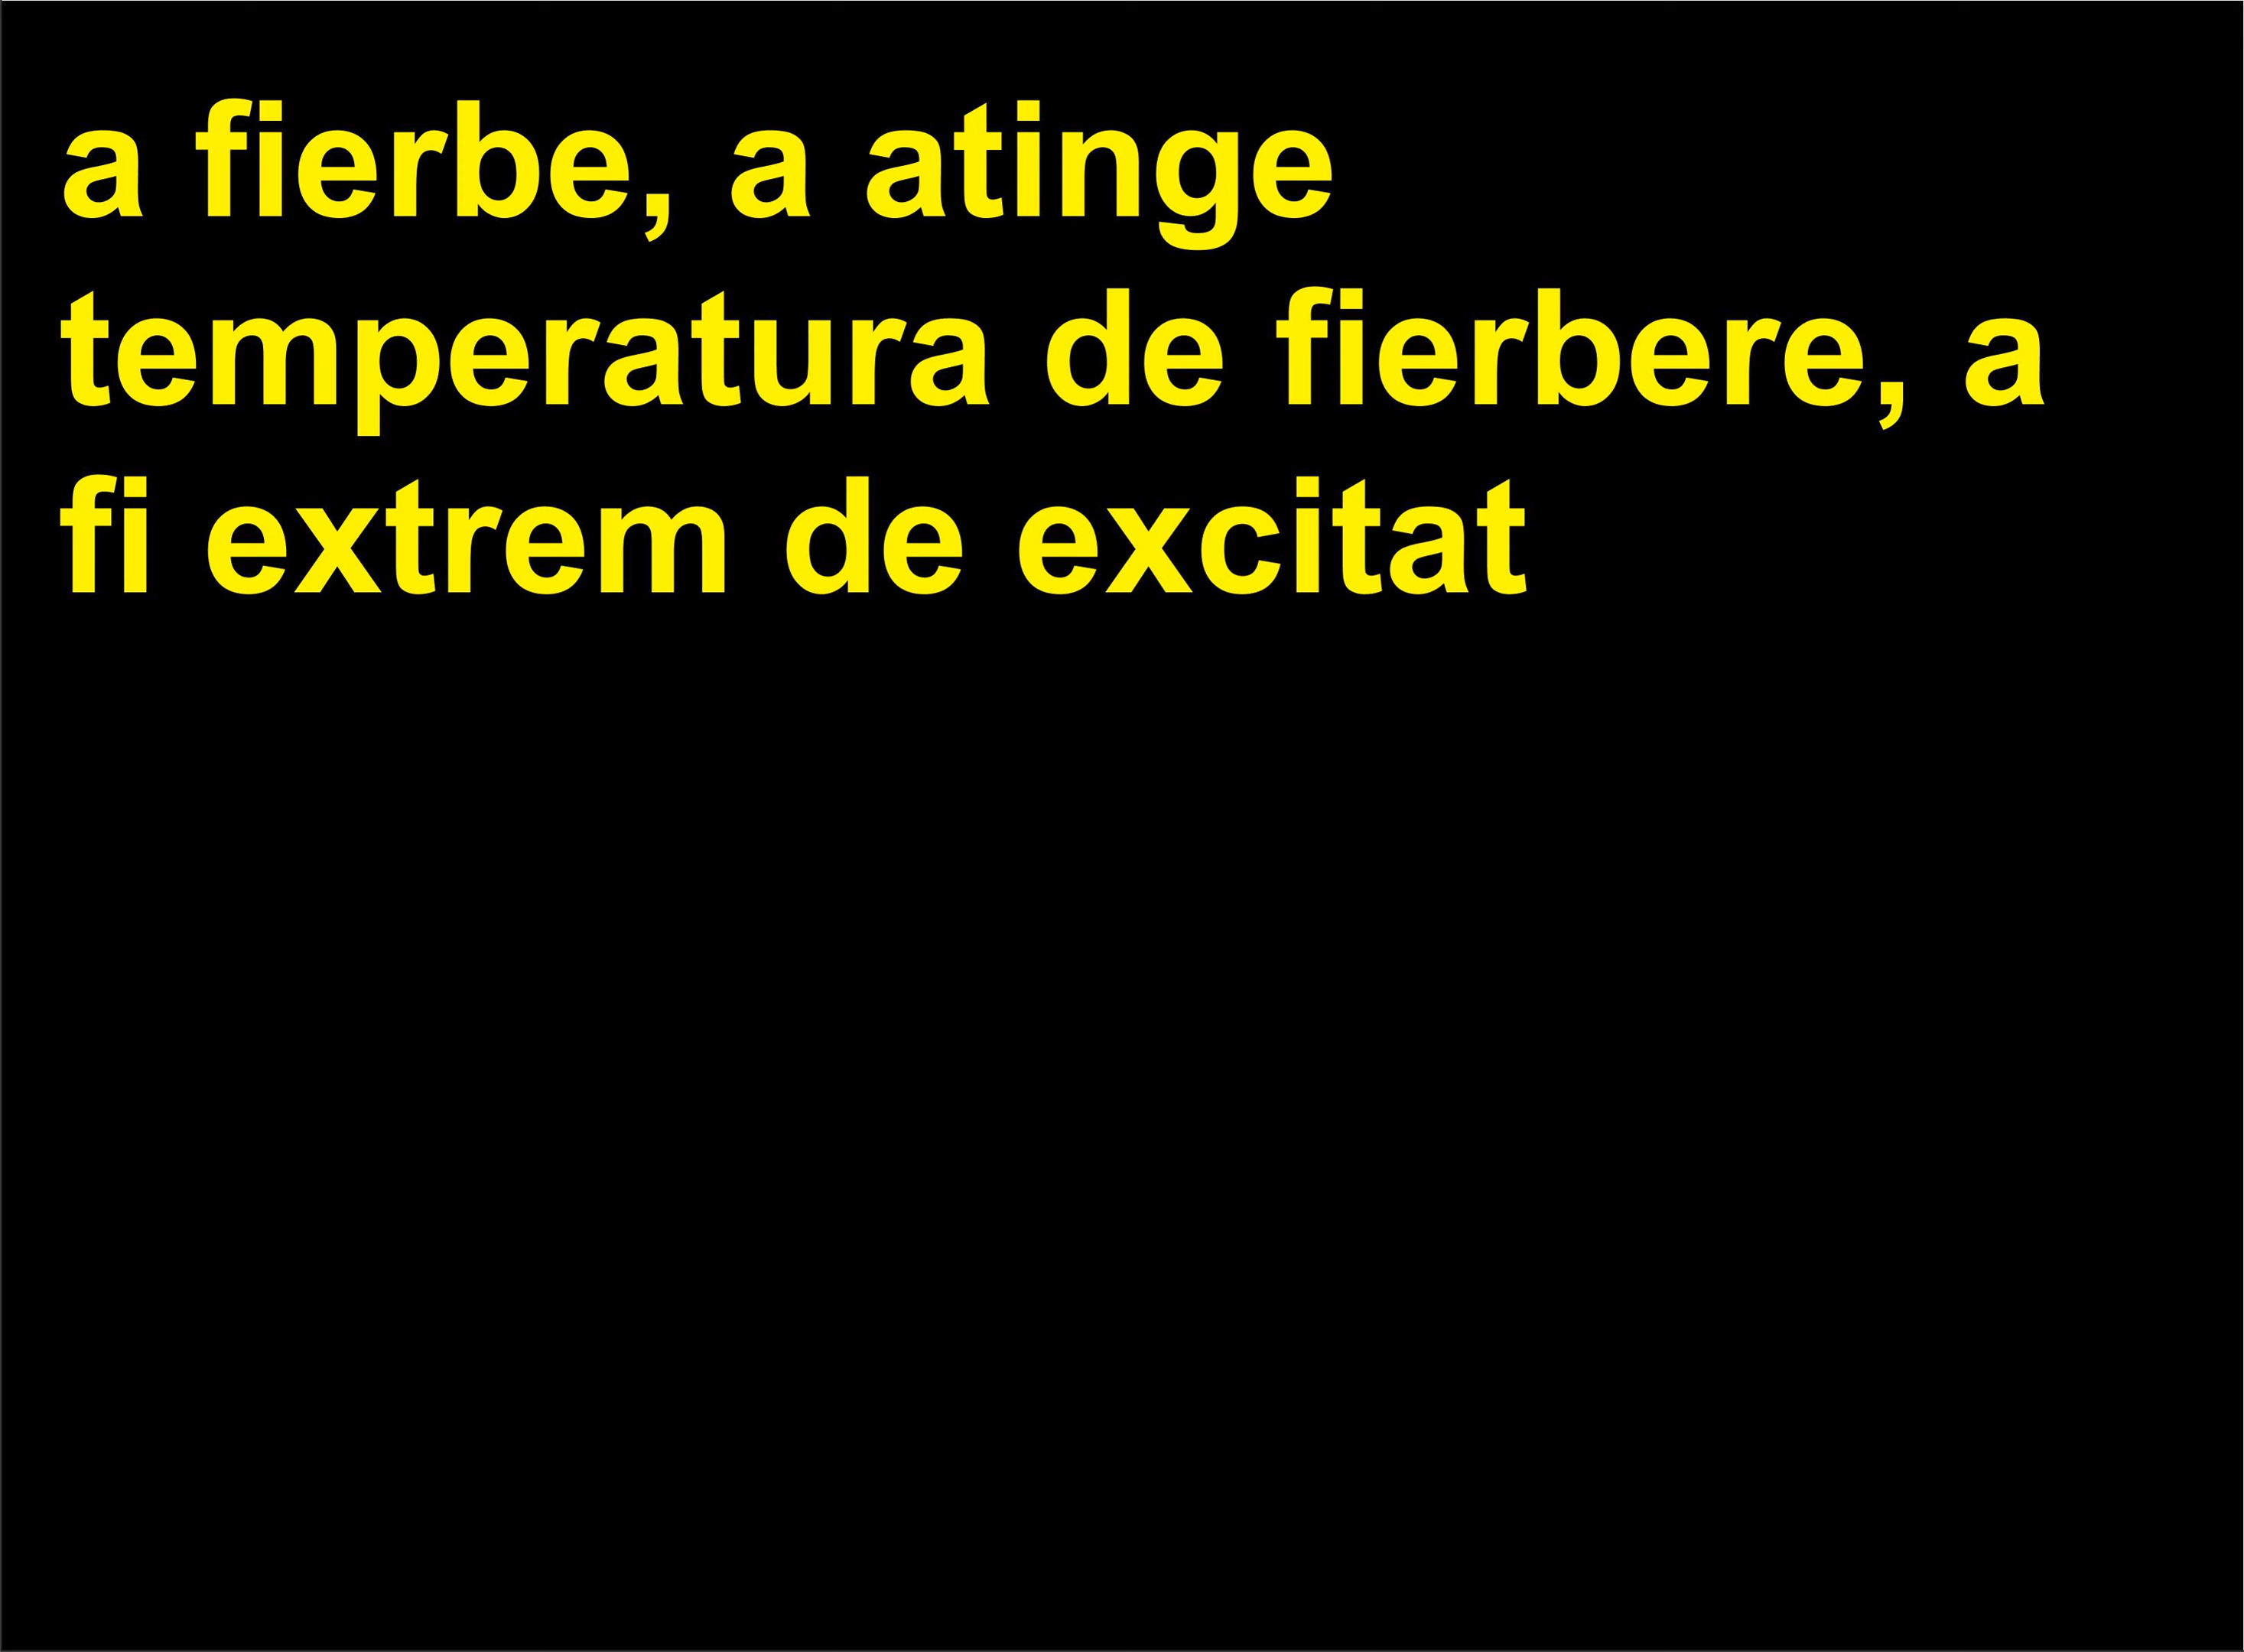 a fierbe, a atinge
temperatura de fierbere, a
fi extrem de excitat